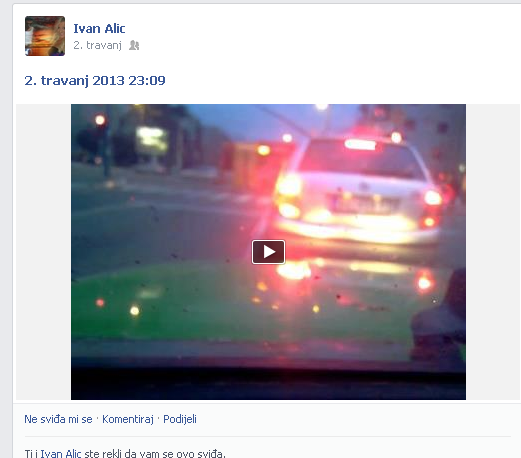 Ivan Alic
2. travanj
2. travanj 2013 23:09
Ne sviđa mi se · Komentiraj · Podijeli
Ti i Ivan Alic ste rekli da vam se ovo sviđa.